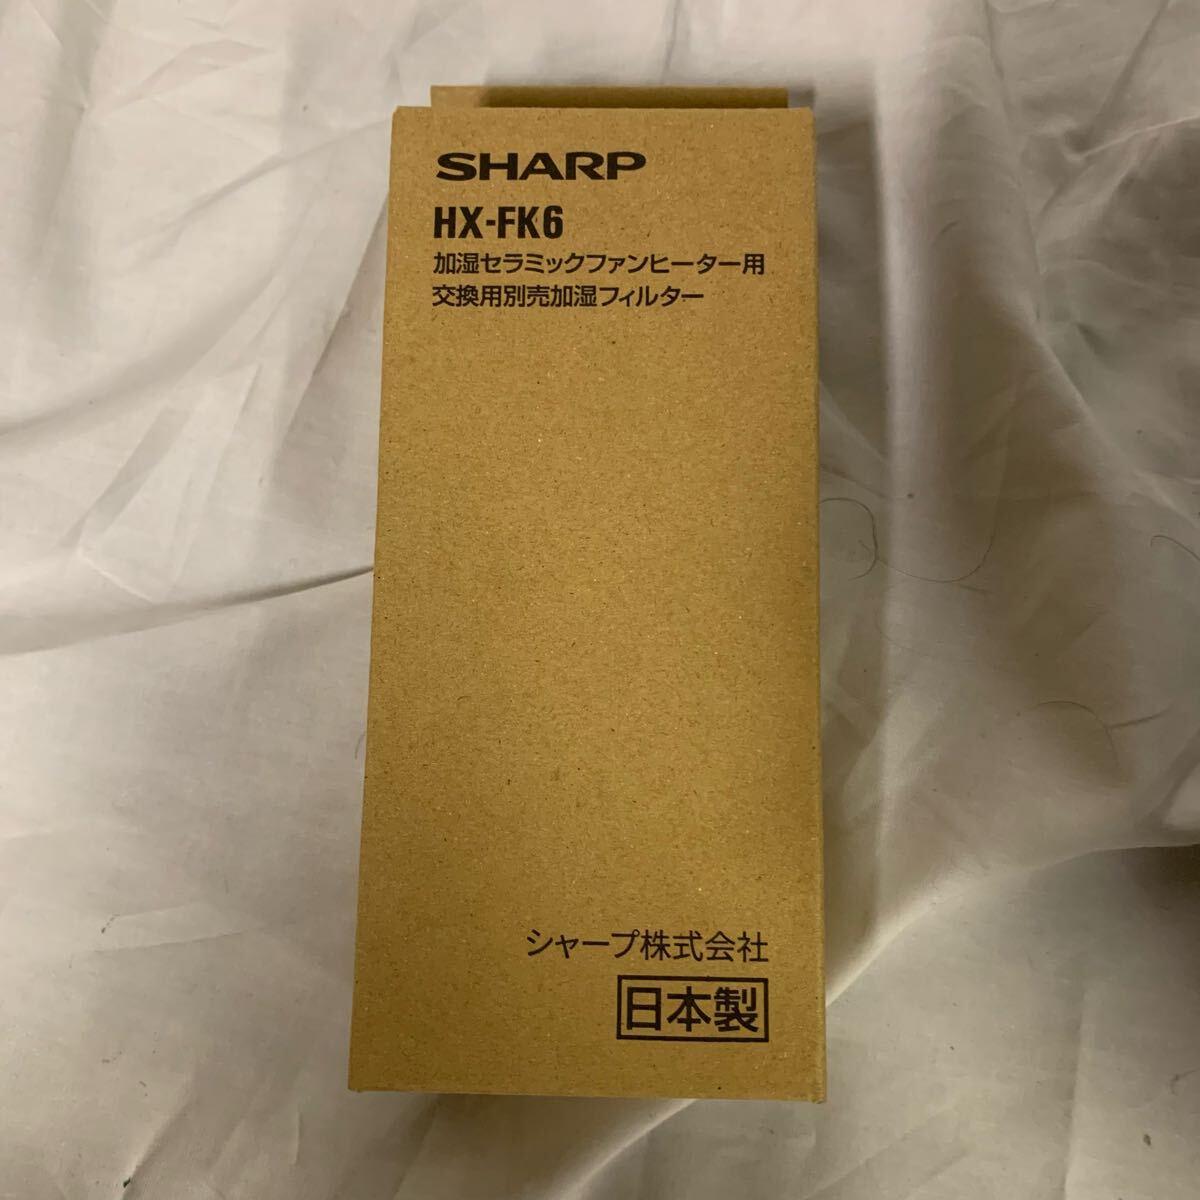 SHARP
HX-FK6
加湿セラミックファンヒーター用
交換用別売加湿フィルター
シャープ株式会社
日本製